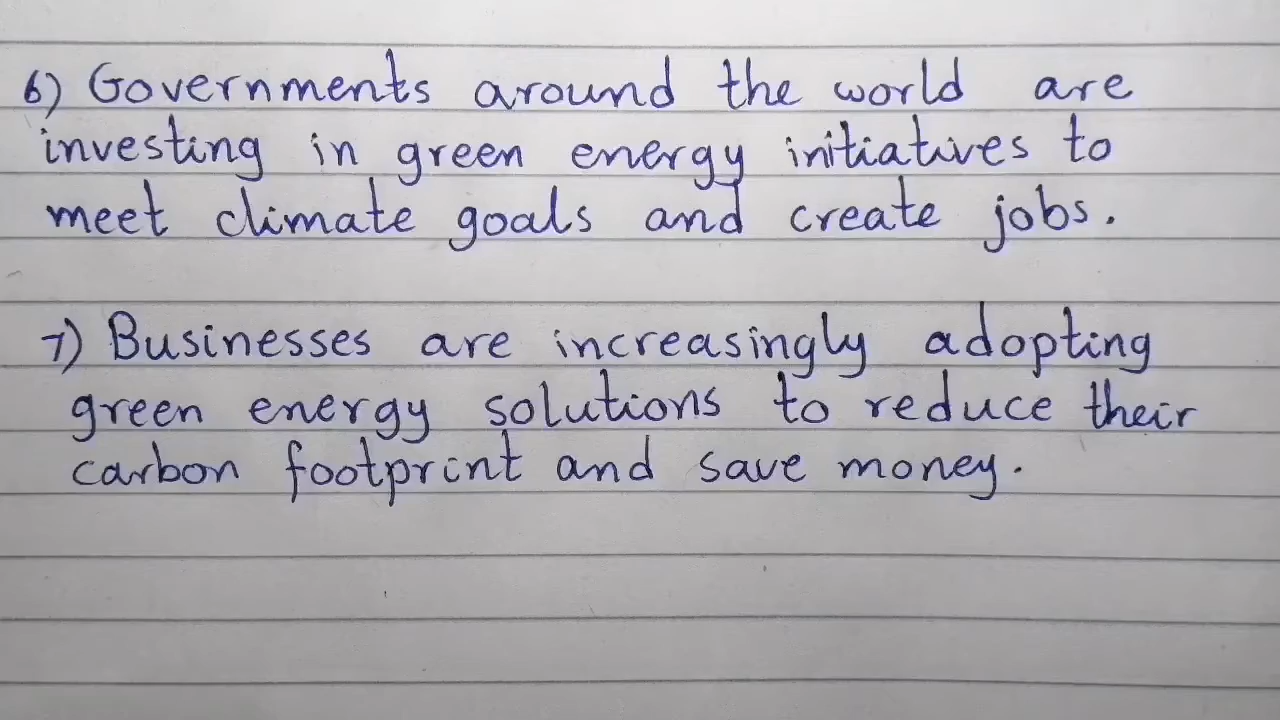 6) Governments around the world are
investing in green energy initiatives to
meet climate goals and create jobs.
7) Businesses are increasingly adopting
green energy solutions to reduce their
carbon footprint and save money.